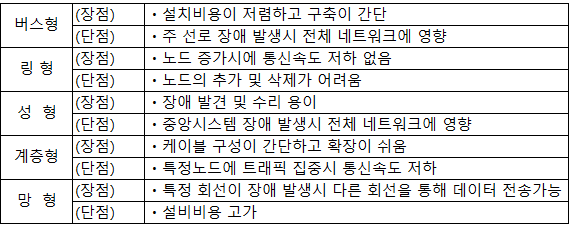 버스형 (장점) • 설치비용이 저렴하고 구축이 간단
(단점) • 주 선로 장애 발생시 전체 네트워크에 영향
링 형 (장점) • 노드 증가시에 통신속도 저하 없음
(단점) • 노드의 추가 및 삭제가 어려움
성 형 (장점) • 장애 발견 및 수리 용이
(단점) • 중앙시스템 장애 발생시 전체 네트워크에 영향
계층형 (장점) • 케이블 구성이 간단하고 확장이 쉬움
(단점) • 특정노드에 트래픽 집중시 통신속도 저하
망 형 (장점) • 특정 회선이 장애 발생시 다른 회선을 통해 데이터 전송가능
(단점) • 설비비용 고가